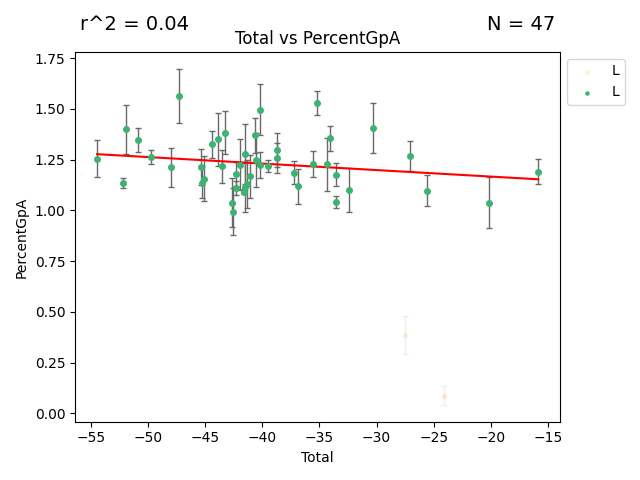 r^2 = 0.04
N = 47
Total vs PercentGpA
1.75
1.50
1.25
1.00
0.75
0.50
0.25
0.00
PercentGpA
−55
−50
−45
−40
−35
−30
−25
−20
−15
Total
L
L